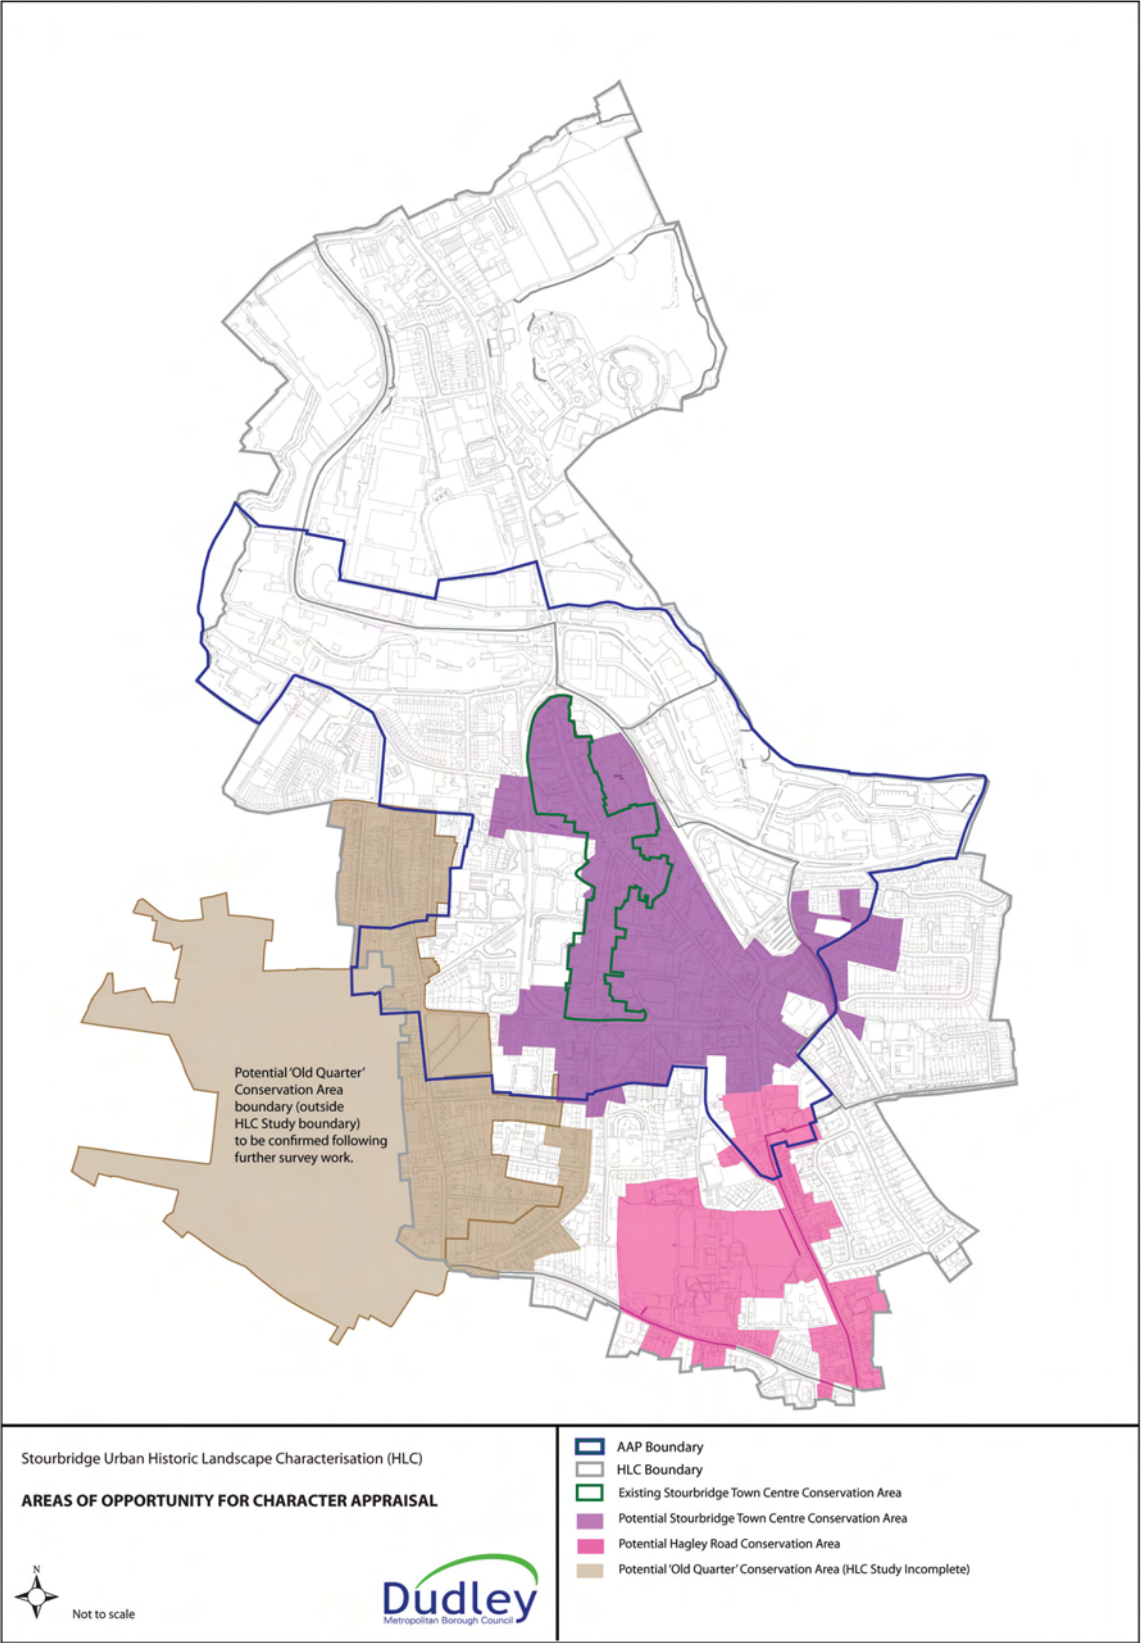 Potential 'Old Quarter'
Conservation Area
boundary (outside
HLC Study boundary)
to be confirmed following
further survey work.
Stourbridge Urban Historic Landscape Characterisation (HLC)
AREAS OF OPPORTUNITY FOR CHARACTER APPRAISAL
N
Not to scale
Dudley
Metropolitan Borough Council
AAP Boundary
HLC Boundary
Existing Stourbridge Town Centre Conservation Area
Potential Stourbridge Town Centre Conservation Area
Potential Hagley Road Conservation Area
Potential 'Old Quarter' Conservation Area (HLC Study Incomplete)